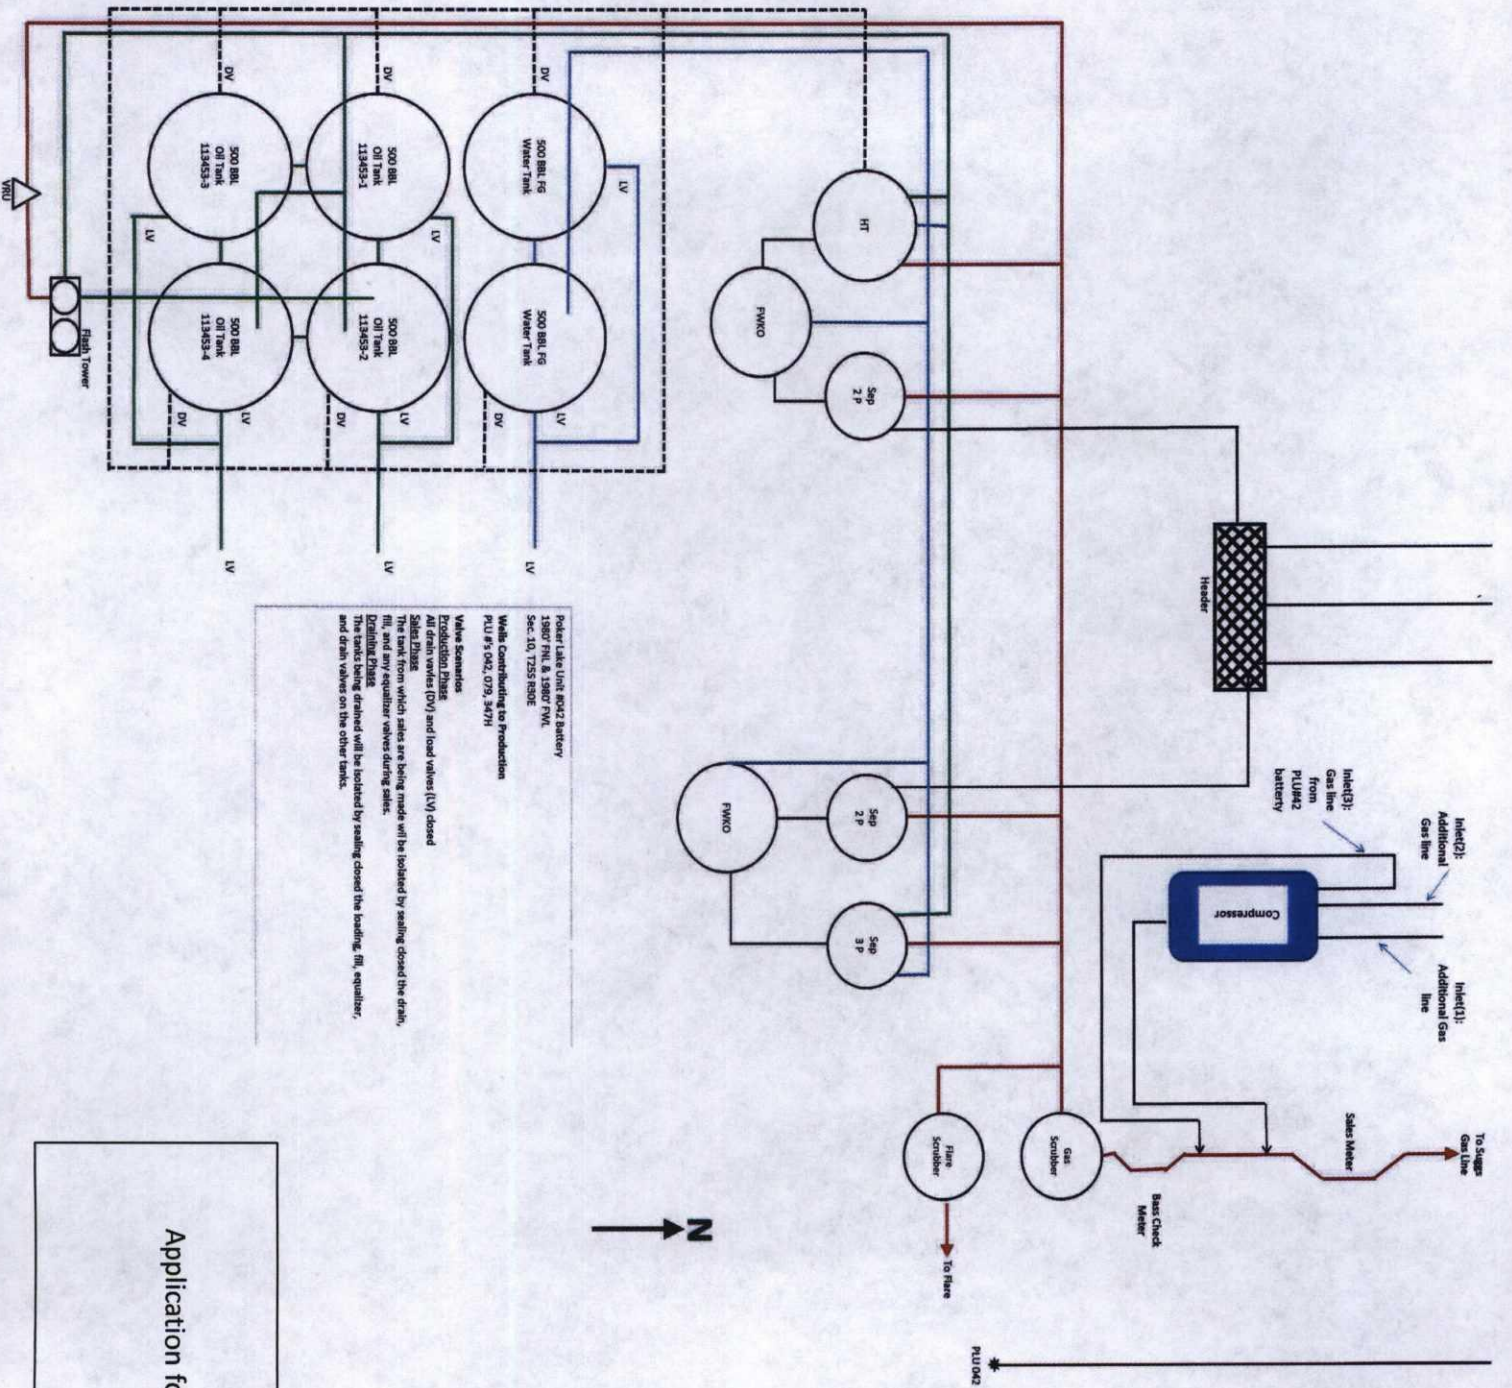 To Suggs
Gas Line
Sales Meter
Bass Check
Meter
Inlet(1):
Additional Gas
line
Inlet(2):
Additional
Gas line
Inlet(3):
Gas line
from
PLU#42
batterty
Compressor
Header
Gas
Scrubber
Flare
Scrubber
To Flare
PLU 042
N
HT
FWKO
Sep
2 P
FWKO
Sep
2 P
Sep
3 P
500 BBL FG
Water Tank
500 BBL FG
Water Tank
500 BBL
Oil Tank
113453-1
500 BBL
Oil Tank
113453-2
500 BBL
Oil Tank
113453-3
500 BBL
Oil Tank
113453-4
DV
DV
DV
DV
DV
DV
LV
LV
LV
LV
LV
LV
LV
LV
LV
VRU
Flash Tower
Poker Lake Unit #042 Battery
1980' FNL & 1980' FWL
Sec. 10, T25S R30E
Wells Contributing to Production
PLU #'s 042, 079, 347H
Valve Scenarios
Production Phase
All drain vavles (DV) and load valves (LV) closed
Sales Phase
The tank from which sales are being made will be isolated by sealing closed the drain,
fill, and any equalizer valves during sales.
Draining Phase
The tanks being drained will be isolated by sealing closed the loading, fill, equalizer,
and drain valves on the other tanks.
Application fo